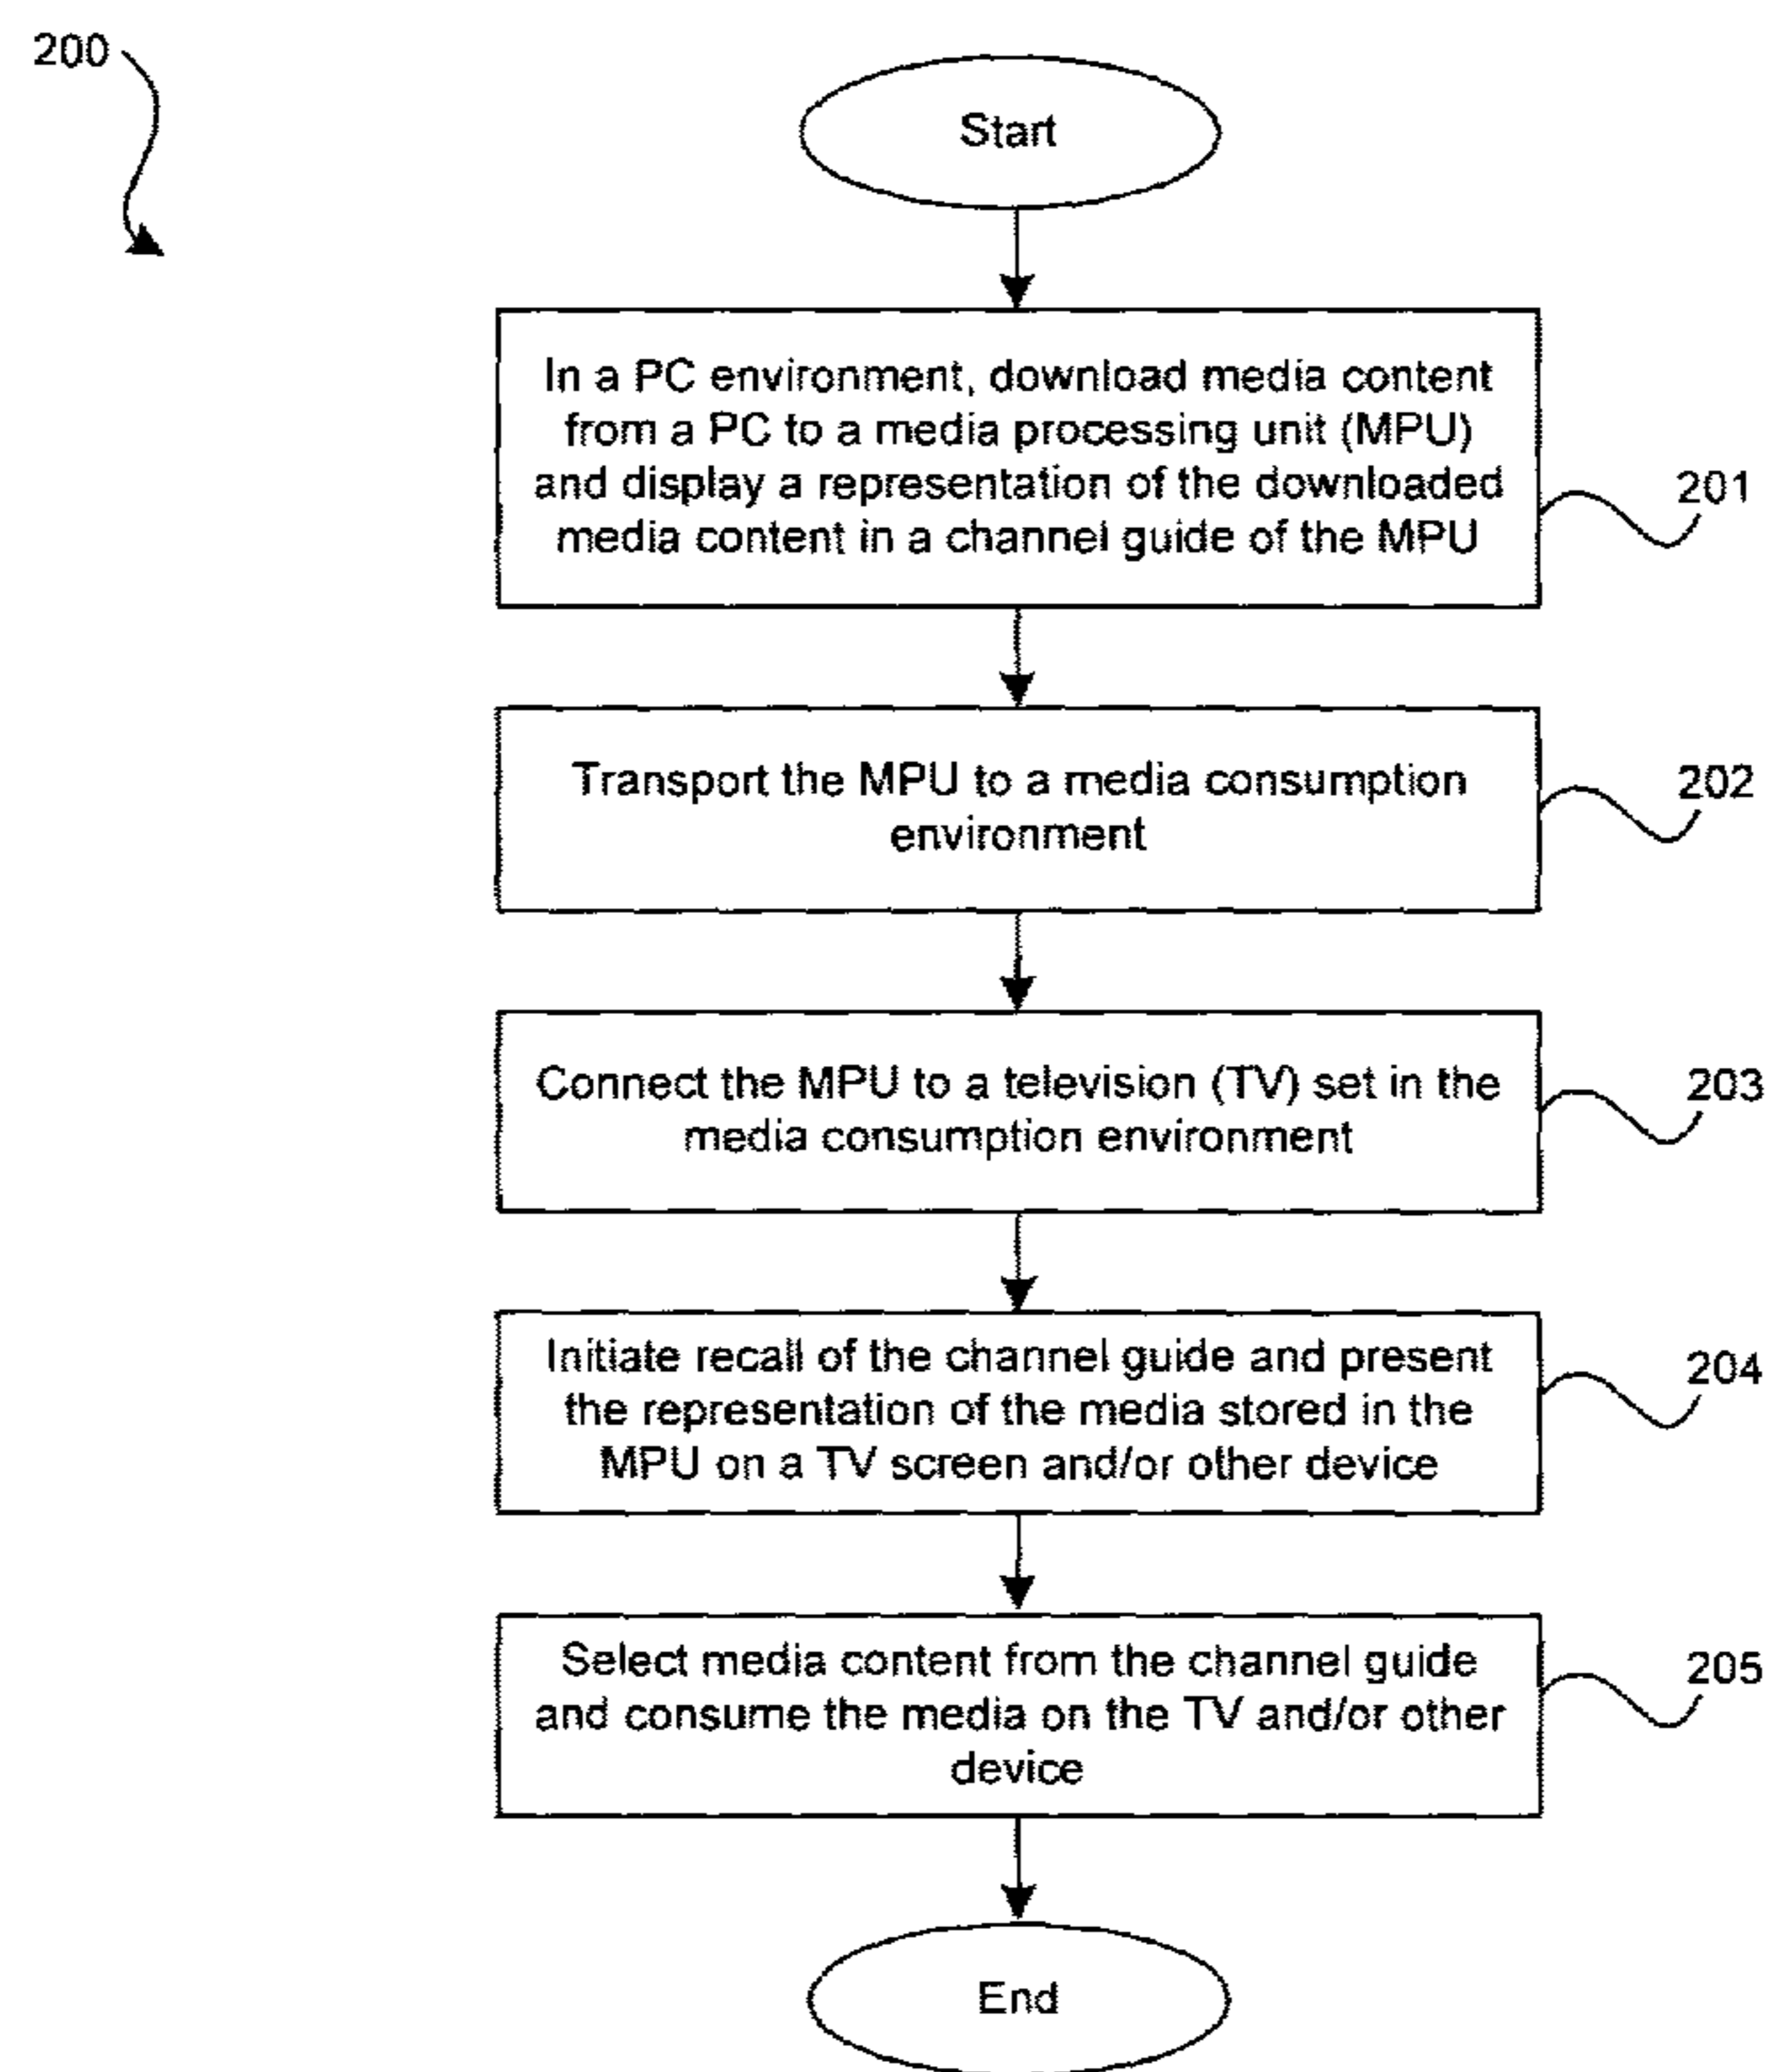 200
Start
In a PC environment, download media content
from a PC to a media processing unit (MPU)
and display a representation of the downloaded
media content in a channel guide of the MPU
201
Transport the MPU to a media consumption
environment
202
Connect the MPU to a television (TV) set in the
media consumption environment
203
Initiate recall of the channel guide and present
the representation of the media stored in the
MPU on a TV screen and/or other device
204
Select media content from the channel guide
and consume the media on the TV and/or other
device
205
End